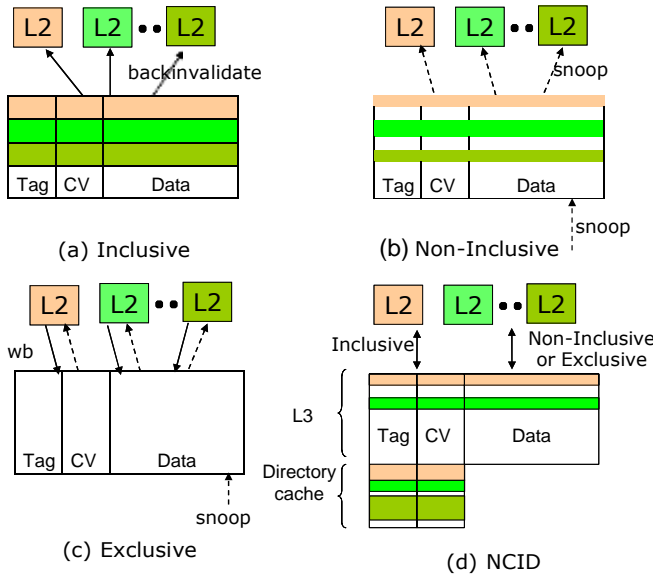 L2 L2 L2
backinvalidate
Tag CV Data
(a) Inclusive
L2 L2 L2
snoop
Tag CV Data
snoop
(b) Non-Inclusive
L2 L2 L2
wb
Tag CV Data
snoop
(c) Exclusive
L2 L2 L2
Inclusive
Non-Inclusive
or Exclusive
L3
Tag CV Data
Directory
cache
(d) NCID